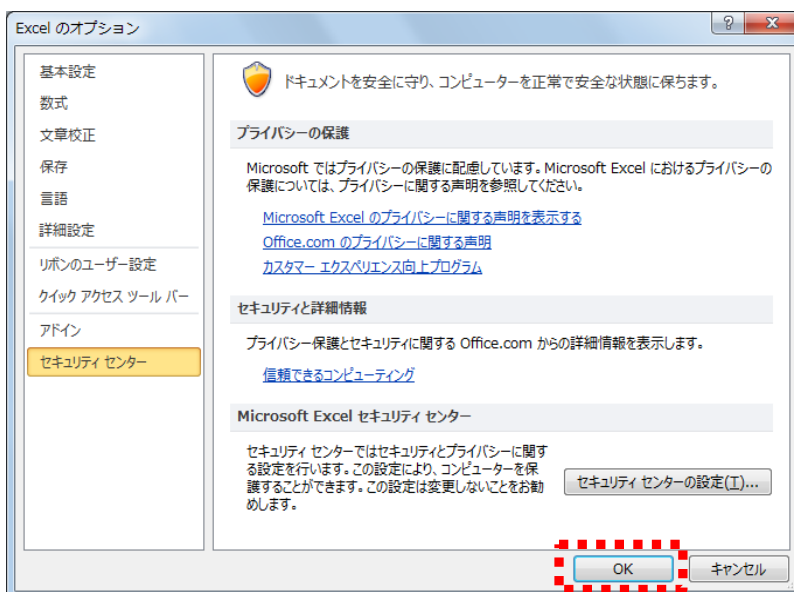 Excel のオプション
基本設定
数式
文章校正
保存
言語
詳細設定
リボンのユーザー設定
クイック アクセス ツール バー
アドイン
セキュリティ センター
ドキュメントを安全に守り、コンピューターを正常で安全な状態に保ちます。
プライバシーの保護
Microsoft ではプライバシーの保護に配慮しています。Microsoft Excel におけるプライバシーの
保護については、プライバシーに関する声明を参照してください。
Microsoft Excel のプライバシーに関する声明を表示する
Office.com のプライバシーに関する声明
カスタマー エクスペリエンス向上プログラム
セキュリティと詳細情報
プライバシー保護とセキュリティに関する Office.com からの詳細情報を表示します。
信頼できるコンピューティング
Microsoft Excel セキュリティ センター
セキュリティ センターではセキュリティとプライバシーに関す
る設定を行います。この設定により、コンピューターを保
護することができます。この設定は変更しないことをお勧
めします。
セキュリティ センターの設定(T)...
OK
キャンセル